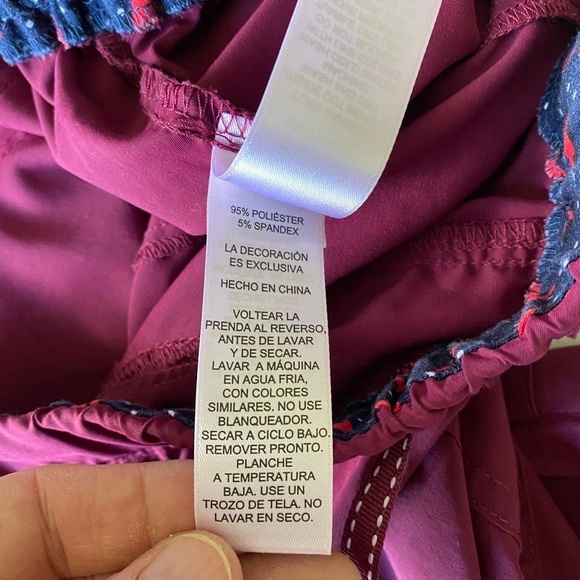 95% POLIÉSTER
5% SPANDEX
LA DECORACIÓN
ES EXCLUSIVA
HECHO EN CHINA
VOLTEAR LA
PRENDA AL REVERSO,
ANTES DE LAVAR
Y DE SECAR.
LAVAR A MÁQUINA
EN AGUA FRIA,
CON COLORES
SIMILARES. NO USE
BLANQUEADOR.
SECAR A CICLO BAJO.
REMOVER PRONTO.
PLANCHE
A TEMPERATURA
BAJA. USE UN
TROZO DE TELA. NO
LAVAR EN SECO.